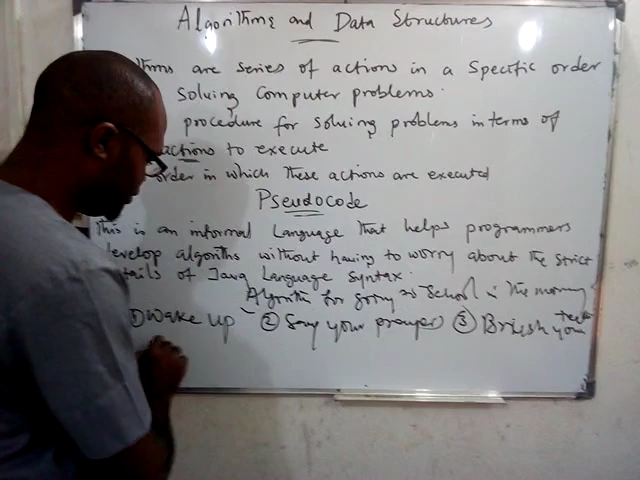 Algorithms and Data Structures
thms are series of actions in a specific order
solving computer problems.
procedure for solving problems in terms of
actions to execute
order in which these actions are executed
Pseudocode
This is an informal Language that helps programmers
develop algoriths without having to worry about the strict
tails of Java Language Syntax.
Algorithm for going to School in the morning
① Wake up ② Say your prayers ③ Brush your teeth